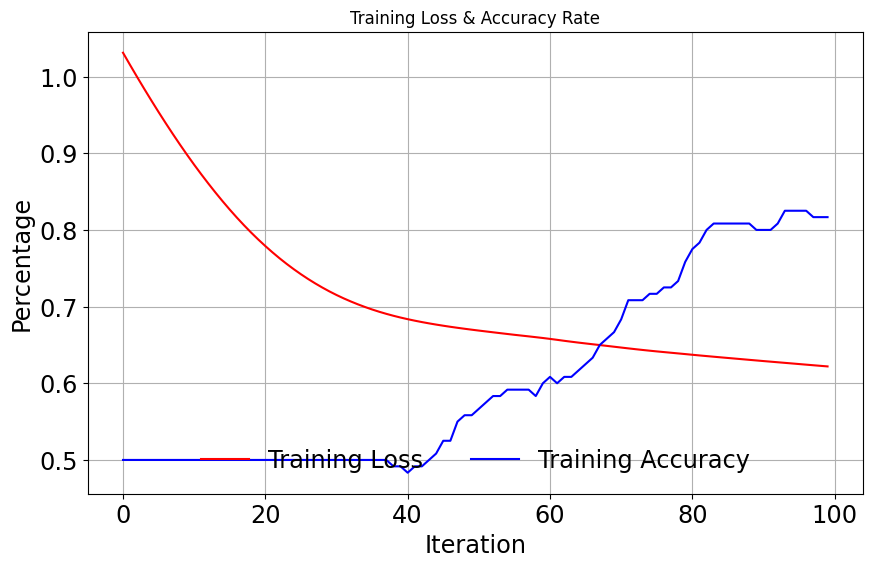 Training Loss & Accuracy Rate
Percentage
1.0
0.9
0.8
0.7
0.6
0.5
Training Loss
Training Accuracy
0
20
40
60
80
100
Iteration